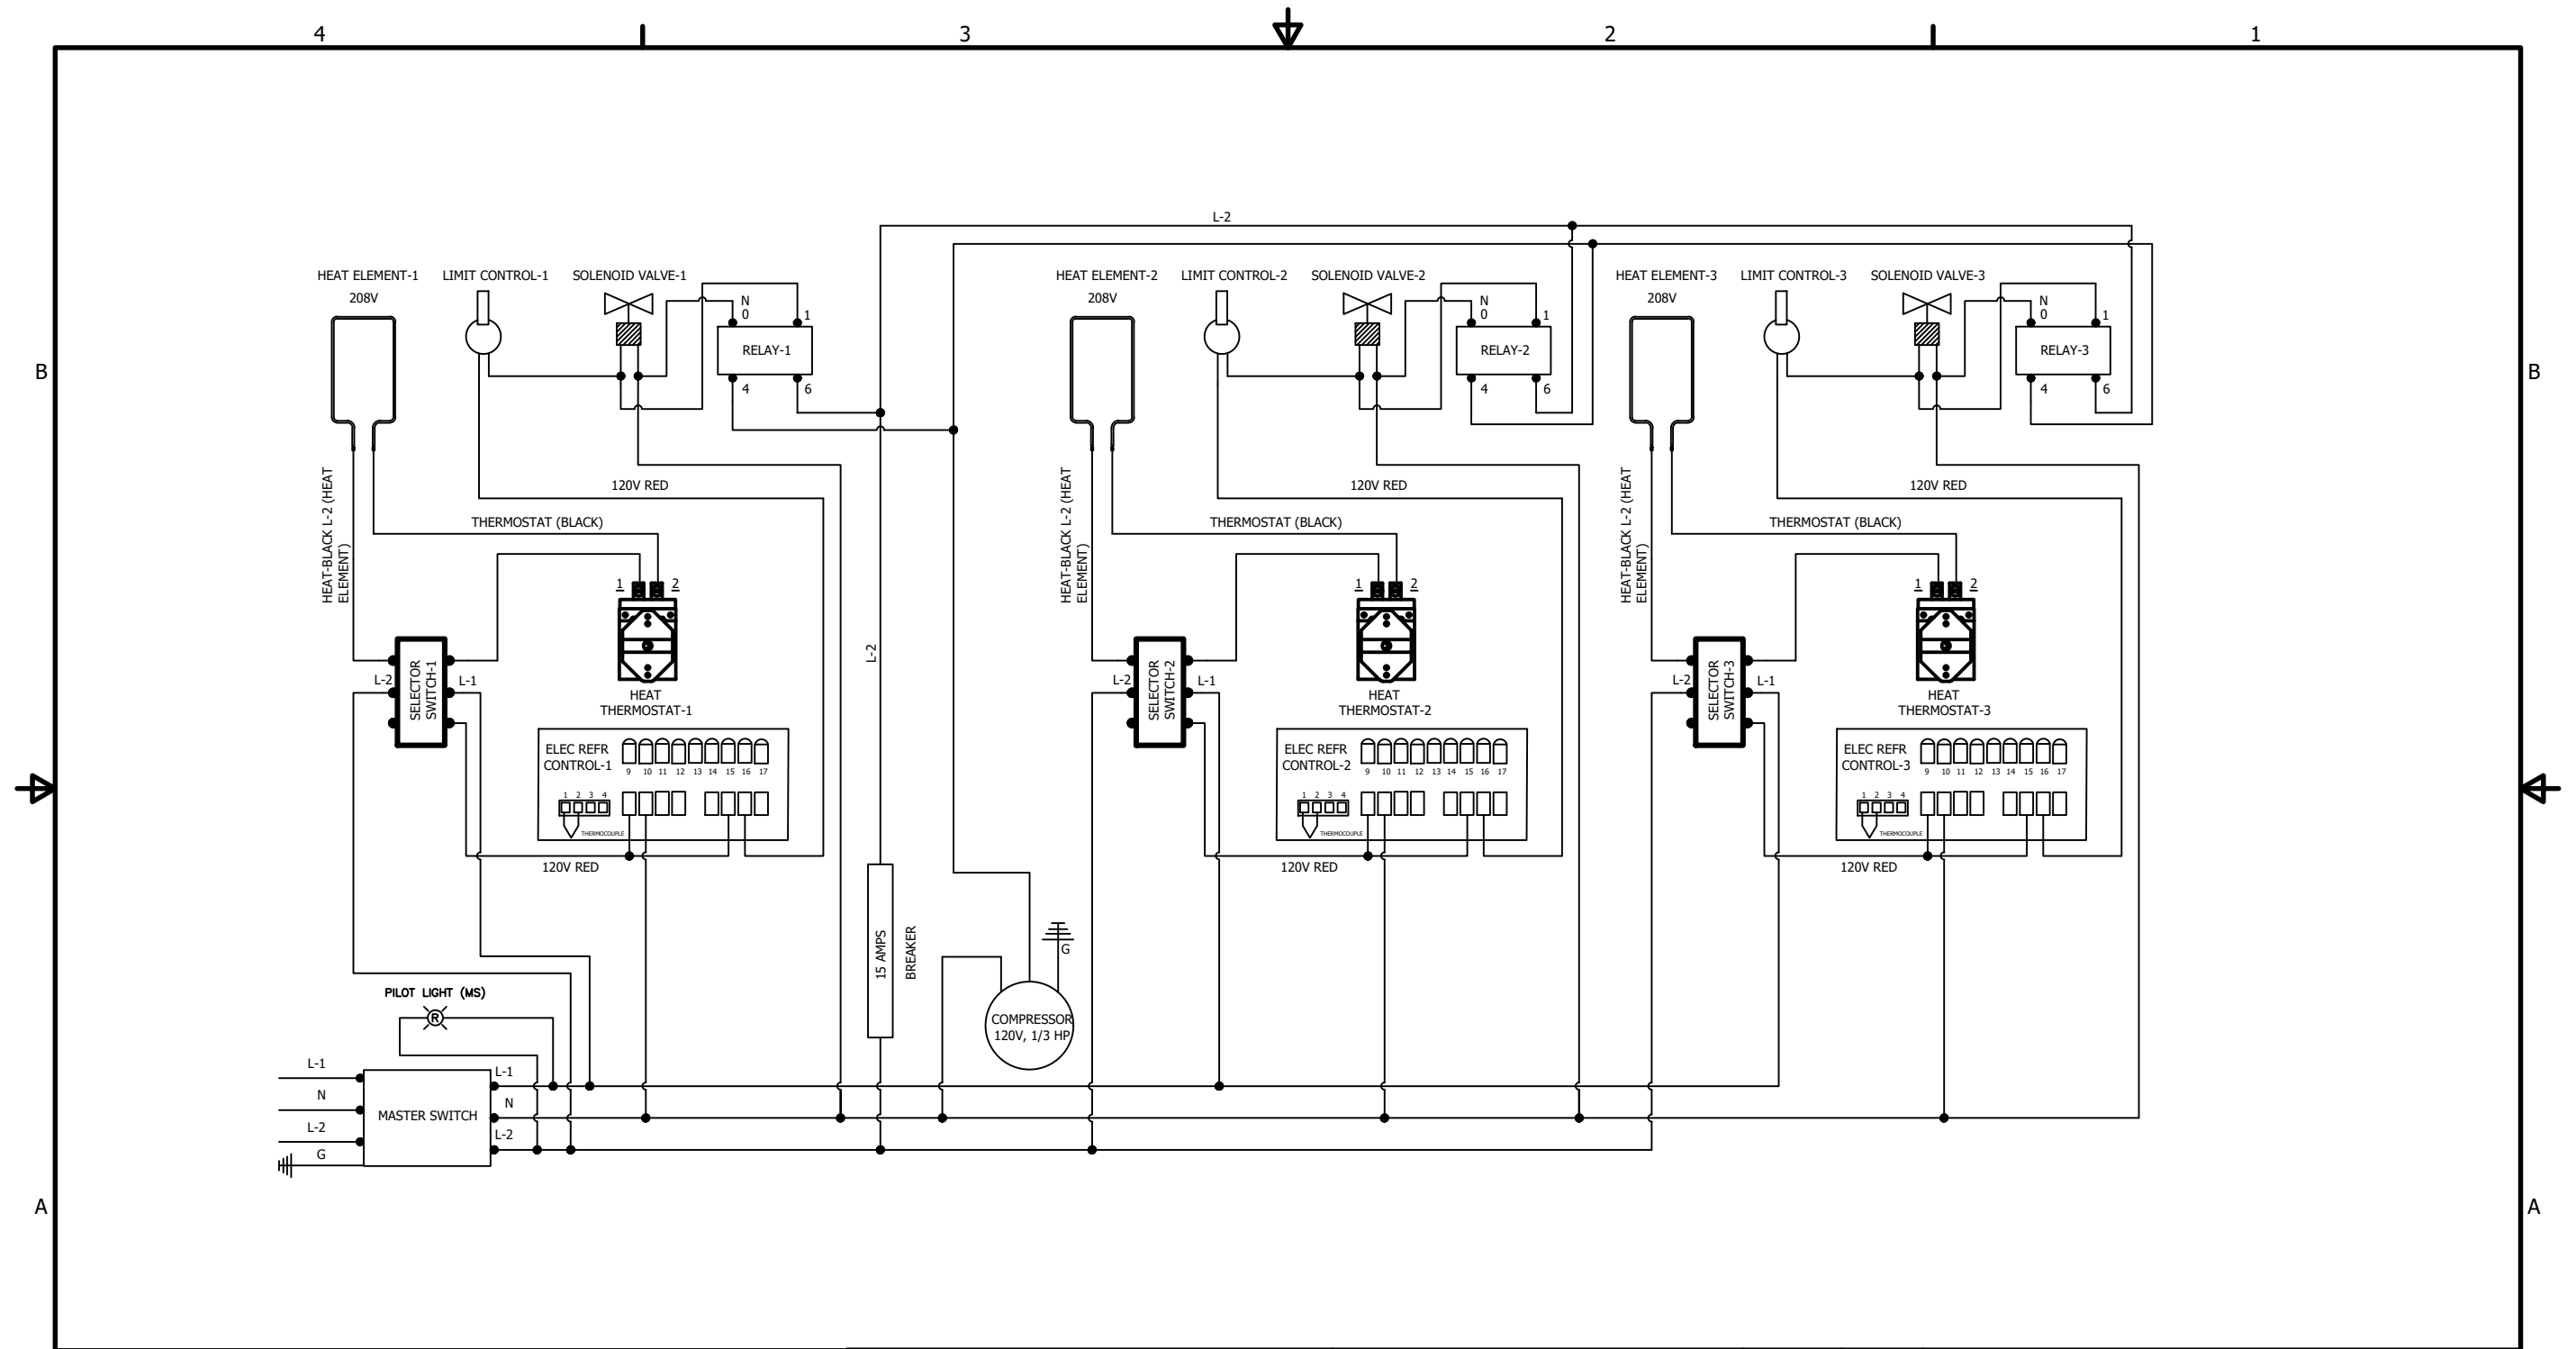 4
3
2
1
L-2
HEAT ELEMENT-1
LIMIT CONTROL-1
SOLENOID VALVE-1
HEAT ELEMENT-2
LIMIT CONTROL-2
SOLENOID VALVE-2
HEAT ELEMENT-3
LIMIT CONTROL-3
SOLENOID VALVE-3
208V
N
0
1
208V
N
0
1
208V
N
0
1
RELAY-1
RELAY-2
RELAY-3
B
B
4
6
4
6
4
6
HEAT-BLACK L-2 (HEAT
ELEMENT)
120V RED
THERMOSTAT (BLACK)
HEAT-BLACK L-2 (HEAT
ELEMENT)
120V RED
THERMOSTAT (BLACK)
HEAT-BLACK L-2 (HEAT
ELEMENT)
120V RED
THERMOSTAT (BLACK)
1
2
1
2
1
2
L-2
SELECTOR
SWITCH-1
L-1
HEAT
THERMOSTAT-1
L-2
L-2
SELECTOR
SWITCH-2
L-1
HEAT
THERMOSTAT-2
L-2
SELECTOR
SWITCH-3
L-1
HEAT
THERMOSTAT-3
ELEC REFR
CONTROL-1
9 10 11 12 13 14 15 16 17
1 2 3 4
THERMOCOUPLE
ELEC REFR
CONTROL-2
9 10 11 12 13 14 15 16 17
1 2 3 4
THERMOCOUPLE
ELEC REFR
CONTROL-3
9 10 11 12 13 14 15 16 17
1 2 3 4
THERMOCOUPLE
120V RED
120V RED
120V RED
15 AMPS
BREAKER
G
COMPRESSOR
120V, 1/3 HP
PILOT LIGHT (MS)
R
L-1
N
L-2
G
MASTER SWITCH
L-1
N
L-2
A
A